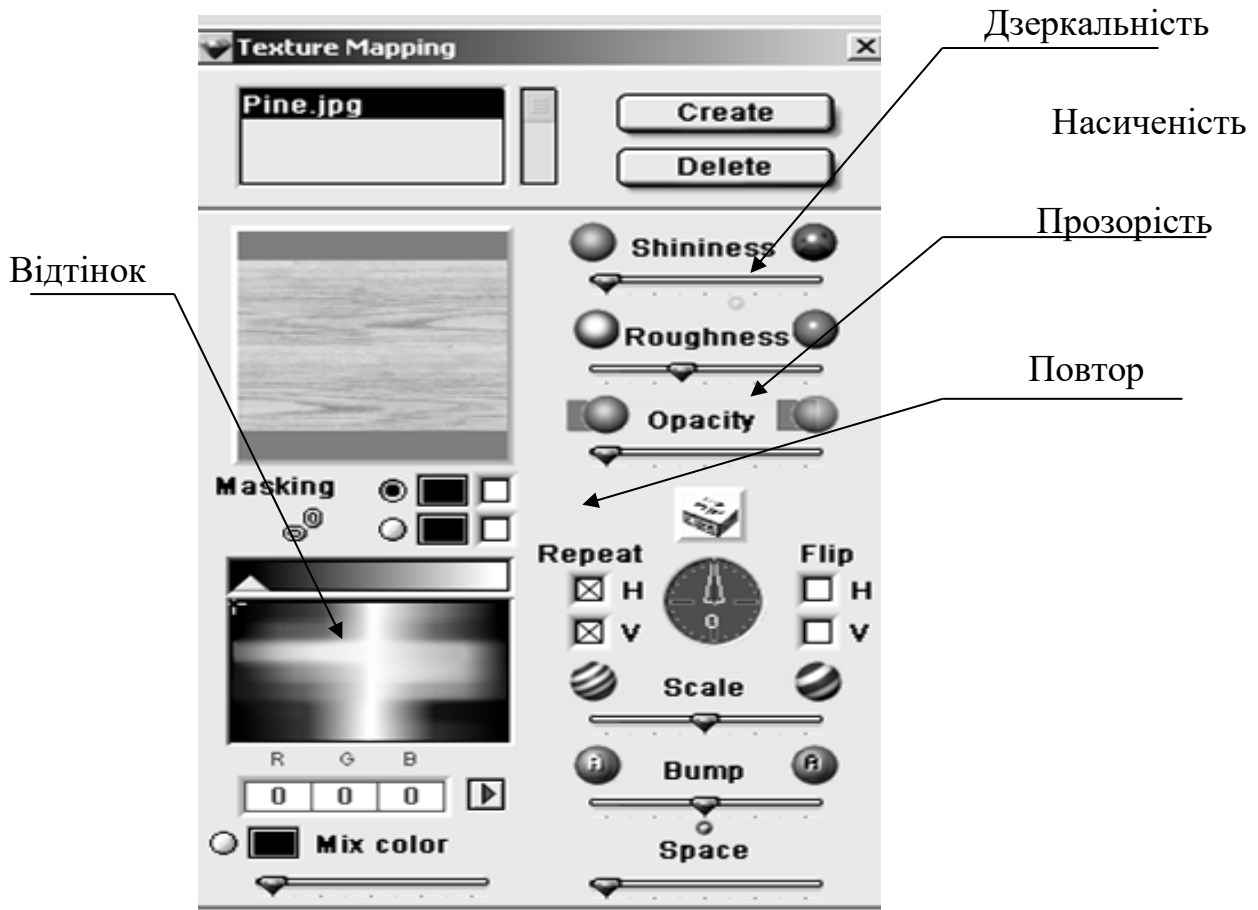 Дзеркальність
Texture Mapping
Pine.jpg
Create
Насиченість
Delete
Shininess
Прозорість
Відтінок
Roughness
Повтор
Opacity
Masking
Repeat
Flip
H
H
V
V
0
Scale
R G B
Bump
0 0 0
Mix color
Space